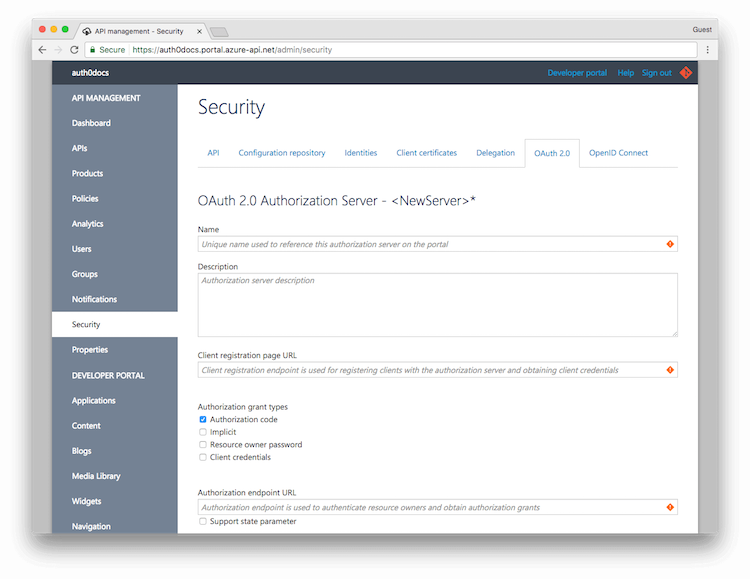 API management - Security
Guest
Secure https://auth0docs.portal.azure-api.net/admin/security
auth0docs
Developer portal Help Sign out
API MANAGEMENT
Dashboard
APIs
Products
Policies
Analytics
Users
Groups
Notifications
Security
Properties
DEVELOPER PORTAL
Applications
Content
Blogs
Media Library
Widgets
Navigation
Security
API Configuration repository Identities Client certificates Delegation OAuth 2.0 OpenID Connect
OAuth 2.0 Authorization Server - <NewServer>*
Name
Unique name used to reference this authorization server on the portal
Description
Authorization server description
Client registration page URL
Client registration endpoint is used for registering clients with the authorization server and obtaining client credentials
Authorization grant types
Authorization code
Implicit
Resource owner password
Client credentials
Authorization endpoint URL
Authorization endpoint is used to authenticate resource owners and obtain authorization grants
Support state parameter